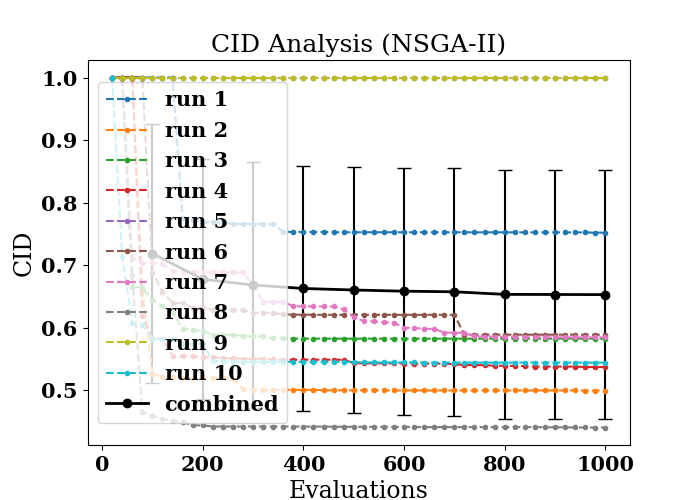 CID Analysis (NSGA-II)
1.0
0.9
0.8
0.7
0.6
0.5
CID
run 1
run 2
run 3
run 4
run 5
run 6
run 7
run 8
run 9
run 10
combined
0 200 400 600 800 1000
Evaluations